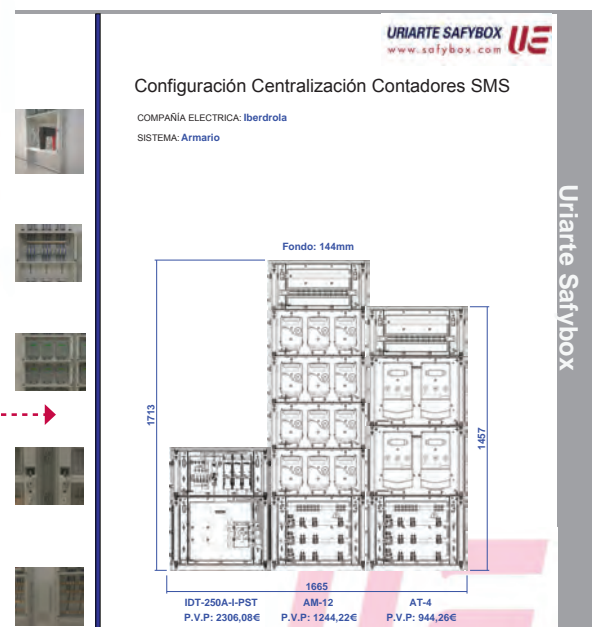 URIARTE SAFYBOX
www.safybox.com
Configuración Centralización Contadores SMS
COMPAÑÍA ELECTRICA: Iberdrola
SISTEMA: Armario
Uriarte Safybox
Fondo: 144mm
1713
1457
1665
IDT-250A-I-PST AM-12 AT-4
P.V.P: 2306,08€ P.V.P: 1244,22€ P.V.P: 944,26€